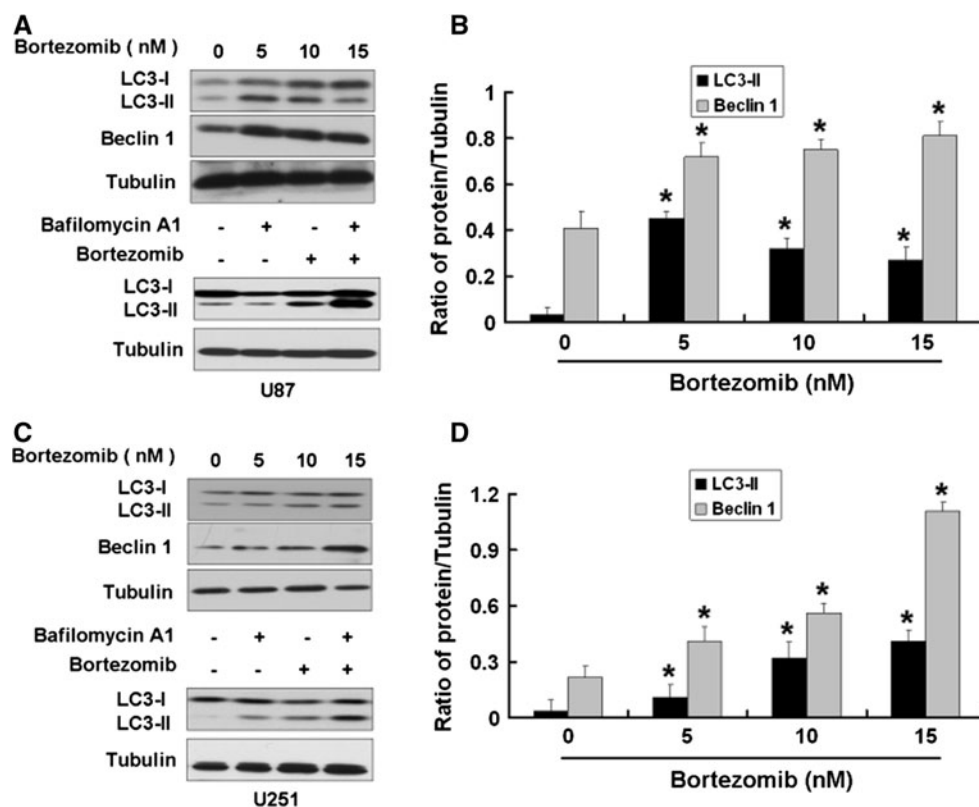 A
Bortezomib ( nM) 0 5 10 15
LC3-I
LC3-II
Beclin 1
Tubulin
Bafilomycin A1 - + - +
Bortezomib - - + +
LC3-I
LC3-II
Tubulin
U87
B
LC3-II
Beclin 1
Ratio of protein/Tubulin
1
0.8
0.6
0.4
0.2
0
* * * * * *
0 5 10 15
Bortezomib (nM)
C
Bortezomib ( nM) 0 5 10 15
LC3-I
LC3-II
Beclin 1
Tubulin
Bafilomycin A1 - + - +
Bortezomib - - + +
LC3-I
LC3-II
Tubulin
U251
D
LC3-II
Beclin 1
Ratio of protein/Tubulin
1.2
0.9
0.6
0.3
0
* * * * * *
0 5 10 15
Bortezomib (nM)